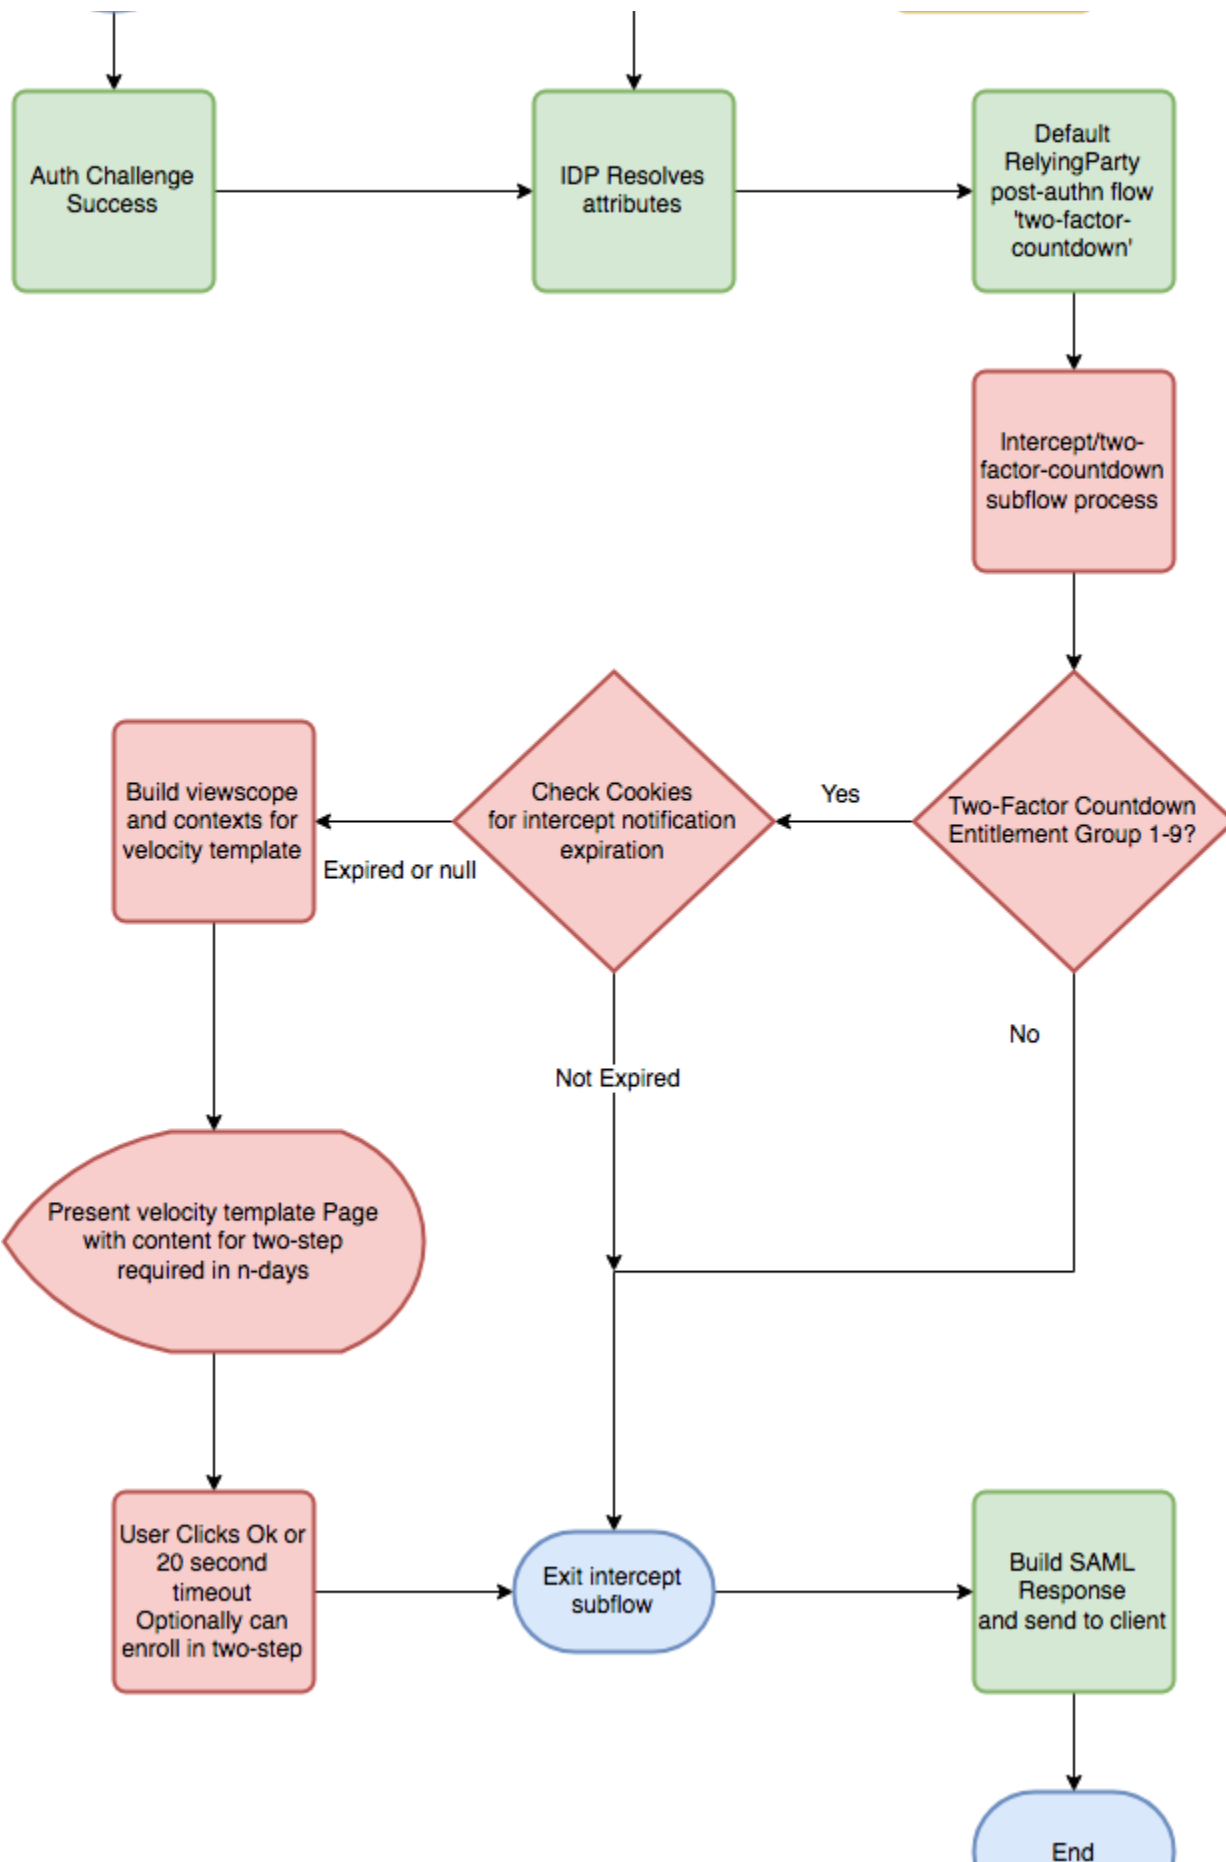 Auth Challenge
Success
IDP Resolves
attributes
Default
RelyingParty
post-authn flow
'two-factor-
countdown'
Intercept/two-
factor-countdown
subflow process
Two-Factor Countdown
Entitlement Group 1-9?
Yes
Check Cookies
for intercept notification
expiration
Expired or null
Build viewscope
and contexts for
velocity template
No
Not Expired
Present velocity template Page
with content for two-step
required in n-days
User Clicks Ok or
20 second
timeout
Optionally can
enroll in two-step
Exit intercept
subflow
Build SAML
Response
and send to client
End